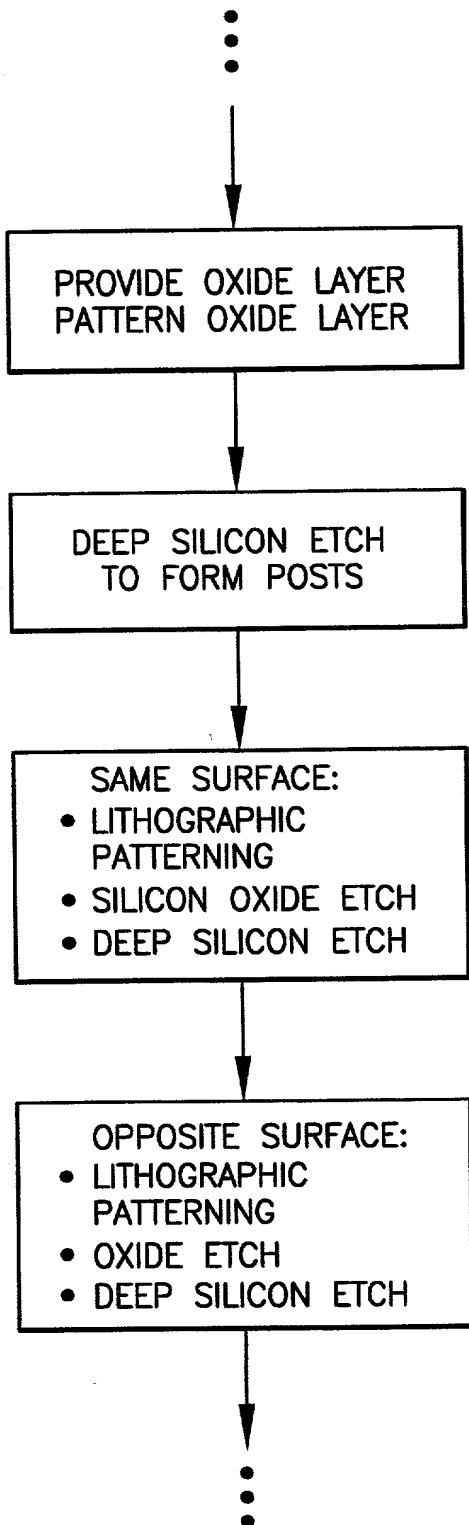 PROVIDE OXIDE LAYER
PATTERN OXIDE LAYER
DEEP SILICON ETCH
TO FORM POSTS
SAME SURFACE:
• LITHOGRAPHIC
PATTERNING
• SILICON OXIDE ETCH
• DEEP SILICON ETCH
OPPOSITE SURFACE:
• LITHOGRAPHIC
PATTERNING
• OXIDE ETCH
• DEEP SILICON ETCH